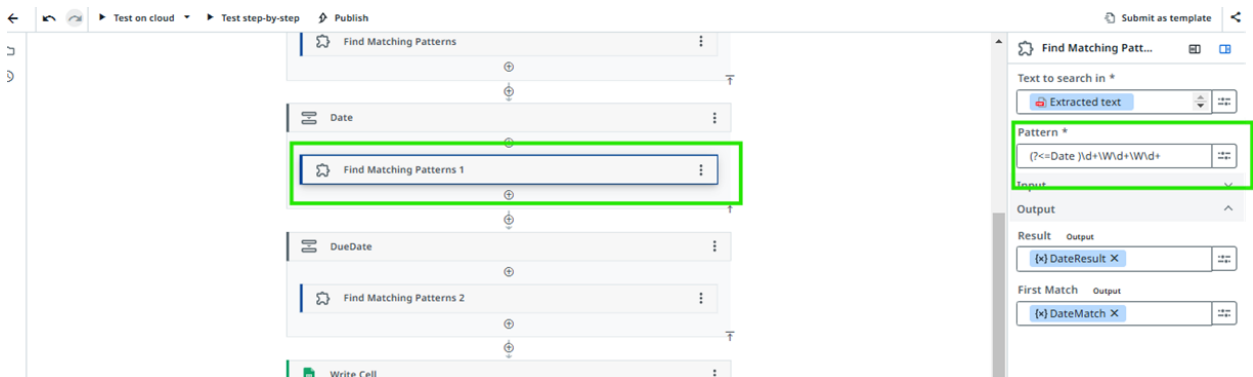 Test on cloud Test step-by-step Publish Submit as template
Find Matching Patterns
Date
Find Matching Patterns 1
DueDate
Find Matching Patterns 2
Write Cell
Find Matching Patt...
Text to search in *
Extracted text
Pattern *
(?<=Date )\d+\W\d+\W\d+
Input
Output
Result Output
{×} DateResult ×
First Match Output
{×} DateMatch ×